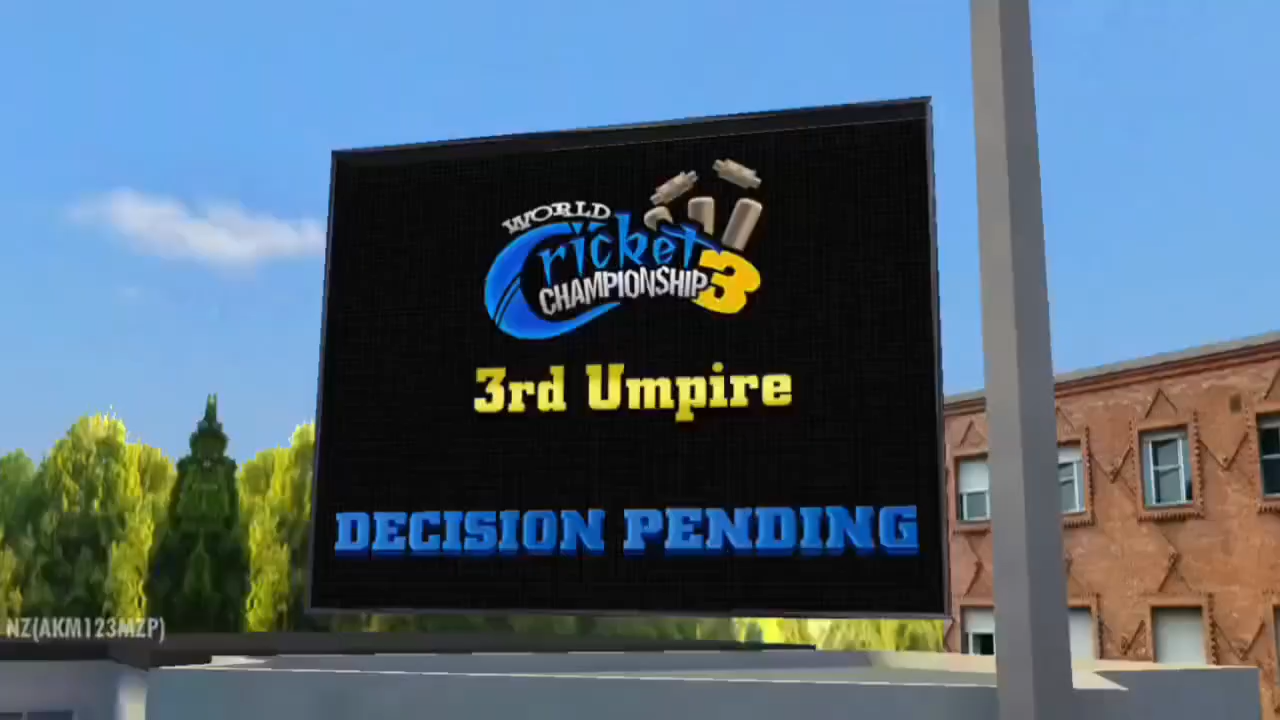 WORLD
Cricket
CHAMPIONSHIP 3
3rd Umpire
DECISION PENDING
NZ(AKM123MZP)